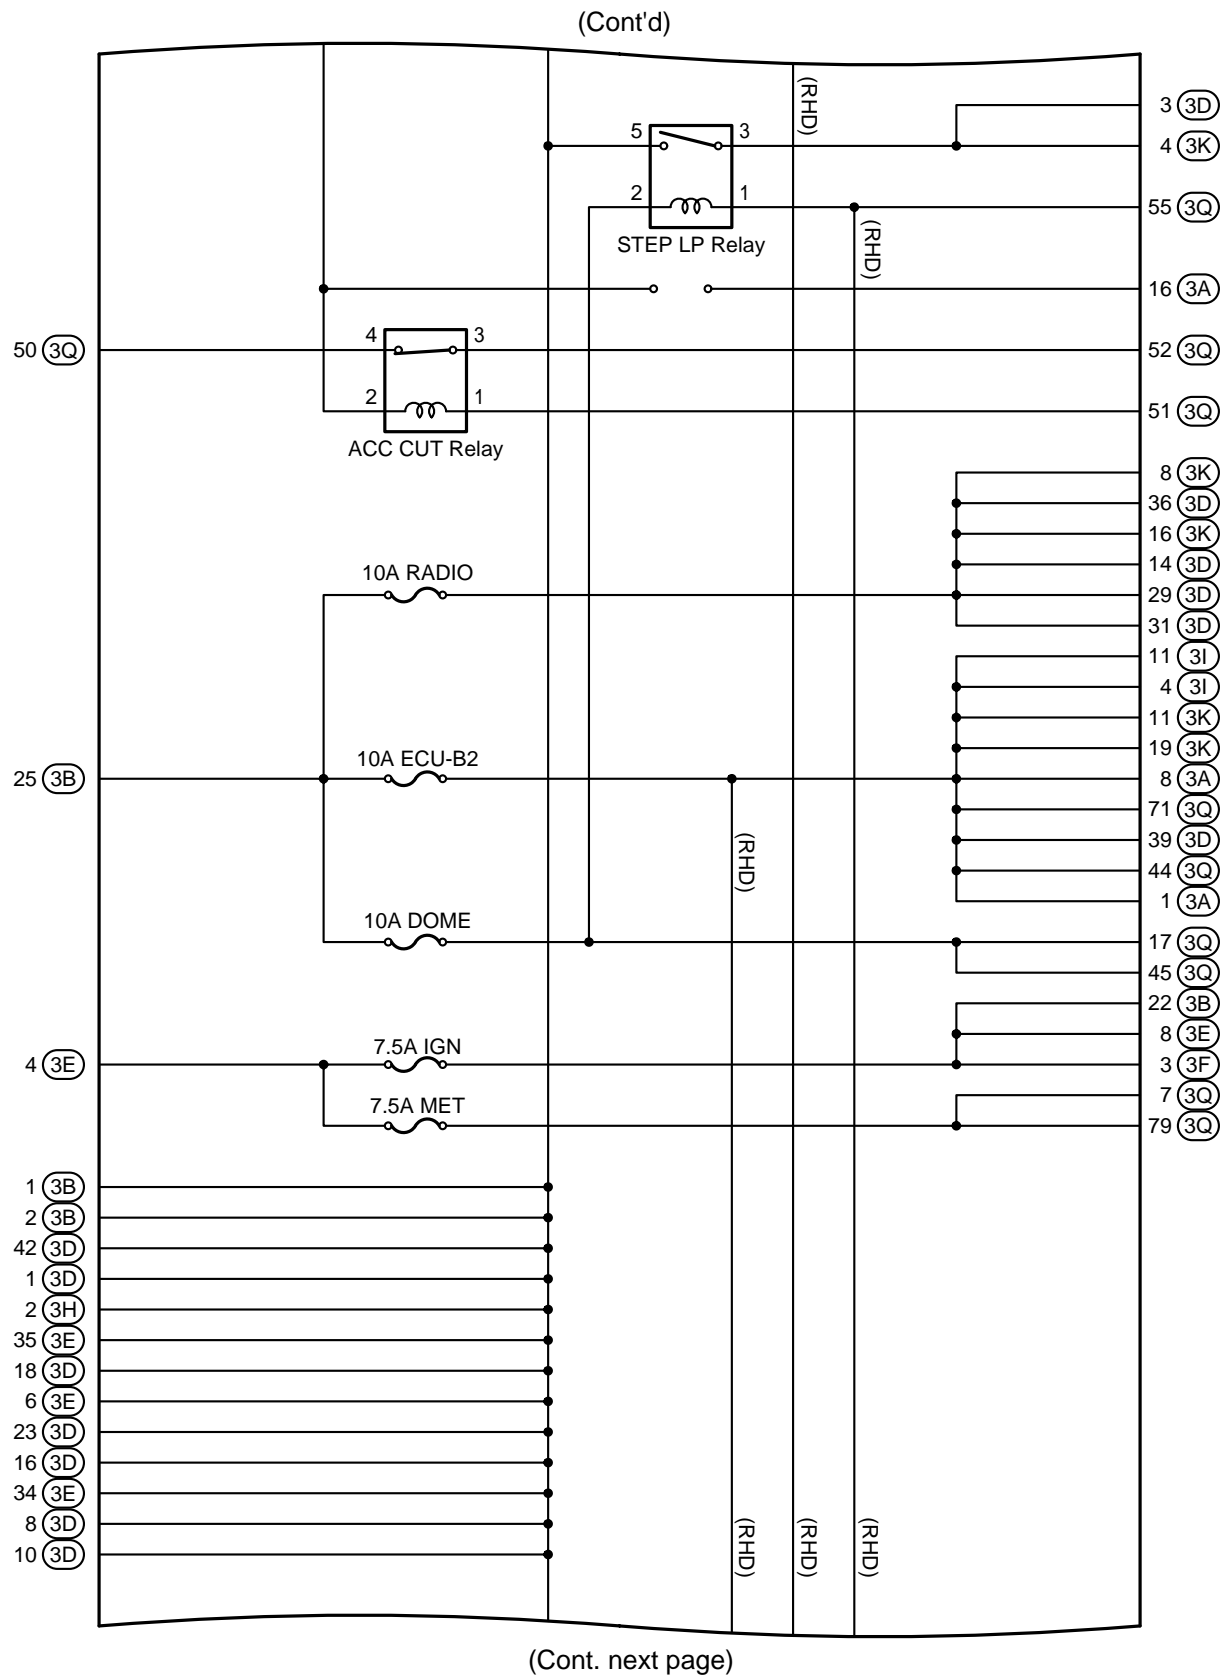 (Cont'd)
(RHD)
3 3D
5 3
4 3K
2 1
55 3Q
STEP LP Relay
(RHD)
16 3A
50 3Q
4 3
52 3Q
2 1
51 3Q
ACC CUT Relay
8 3K
36 3D
16 3K
14 3D
10A RADIO
29 3D
31 3D
11 3I
4 3I
11 3K
19 3K
10A ECU-B2
25 3B
8 3A
71 3Q
39 3D
(RHD)
44 3Q
1 3A
10A DOME
17 3Q
45 3Q
22 3B
8 3E
7.5A IGN
4 3E
3 3F
7 3Q
7.5A MET
79 3Q
1 3B
2 3B
42 3D
1 3D
2 3H
35 3E
18 3D
6 3E
23 3D
16 3D
34 3E
8 3D
10 3D
(RHD) (RHD) (RHD)
(Cont. next page)